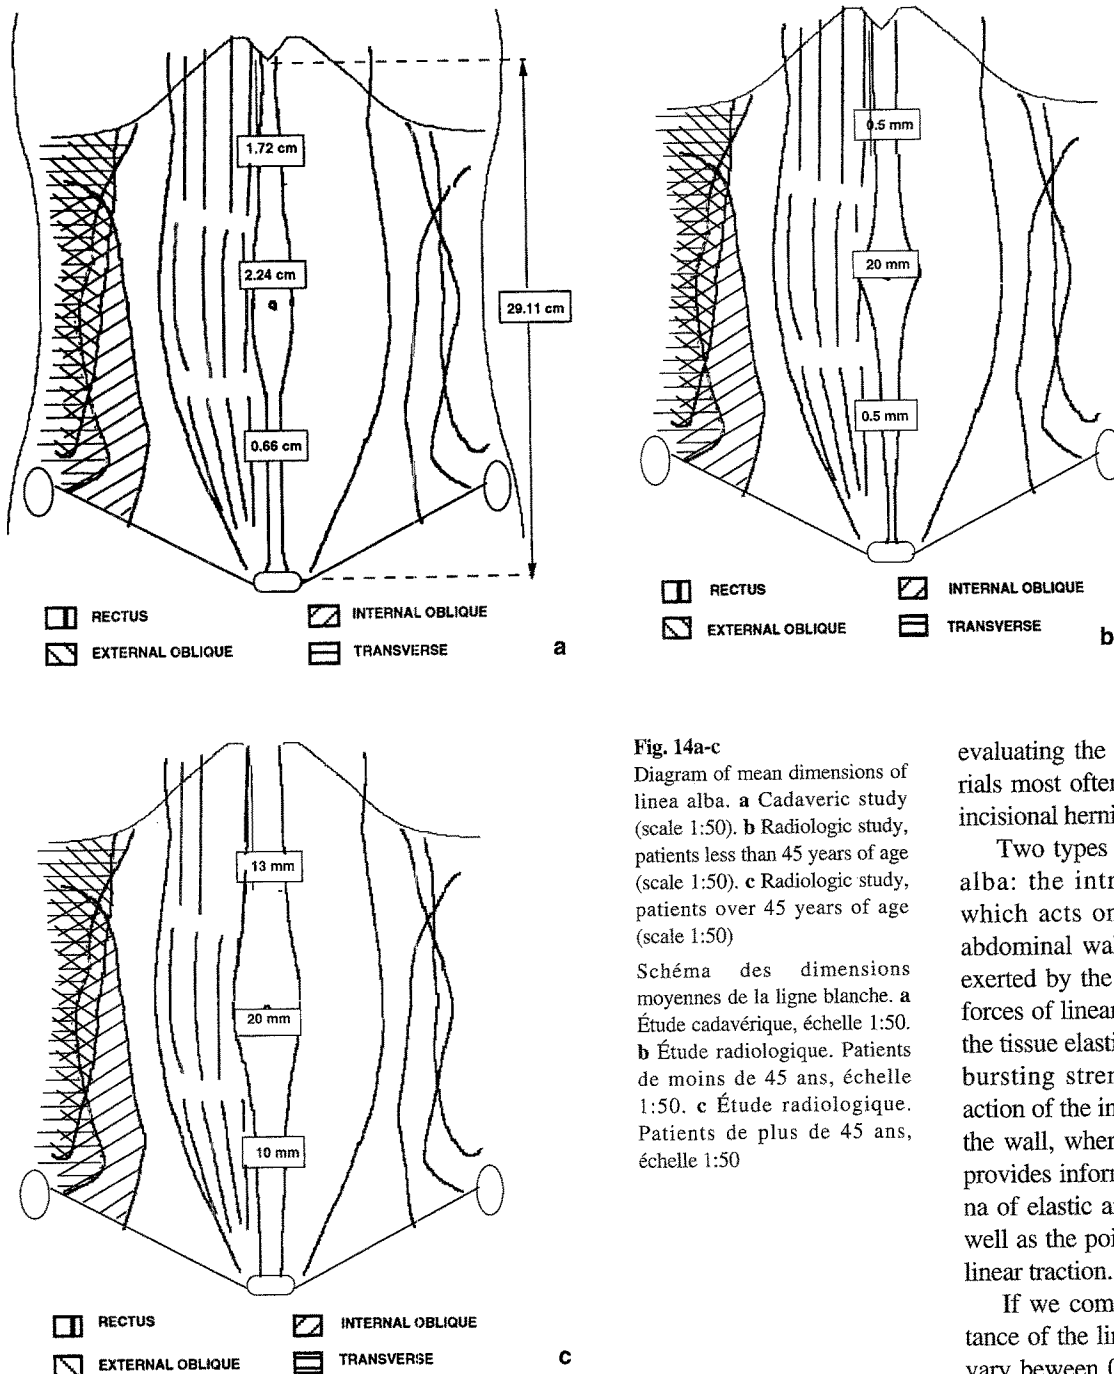 1.72 cm
2.24 cm
29.11 cm
0.66 cm
RECTUS
INTERNAL OBLIQUE
EXTERNAL OBLIQUE
TRANSVERSE
a
0.5 mm
20 mm
0.5 mm
RECTUS
INTERNAL OBLIQUE
EXTERNAL OBLIQUE
TRANSVERSE
b
13 mm
20 mm
10 mm
RECTUS
INTERNAL OBLIQUE
EXTERNAL OBLIQUE
TRANSVERSE
c
Fig. 14a-c
Diagram of mean dimensions of
linea alba. a Cadaveric study
(scale 1:50). b Radiologic study,
patients less than 45 years of age
(scale 1:50). c Radiologic study,
patients over 45 years of age
(scale 1:50)
Schéma des dimensions
moyennes de la ligne blanche. a
Étude cadavérique, échelle 1:50.
b Étude radiologique. Patients
de moins de 45 ans, échelle
1:50. c Étude radiologique.
Patients de plus de 45 ans,
échelle 1:50
evaluating the
rials most often
incisional herni
Two types
alba: the intr
which acts on
abdominal wal
exerted by the
forces of linear
the tissue elasti
bursting stren
action of the in
the wall, when
provides inforr
na of elastic a
well as the poi
linear traction.
If we com
tance of the lin
vary beween